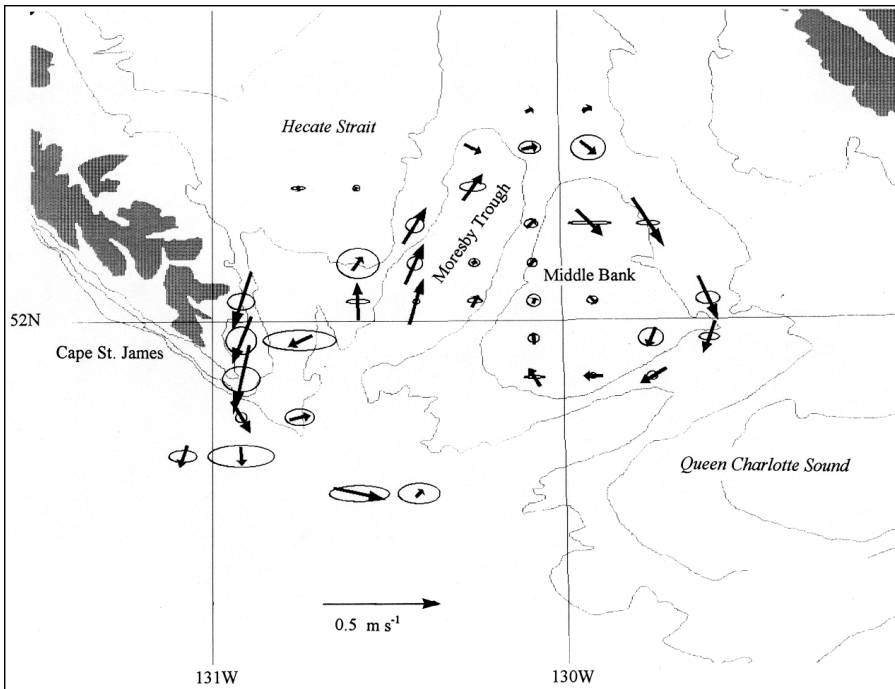 Hecate Strait
Moresby Trough
Middle Bank
52N
Cape St. James
Queen Charlotte Sound
0.5 m s-1
131W
130W